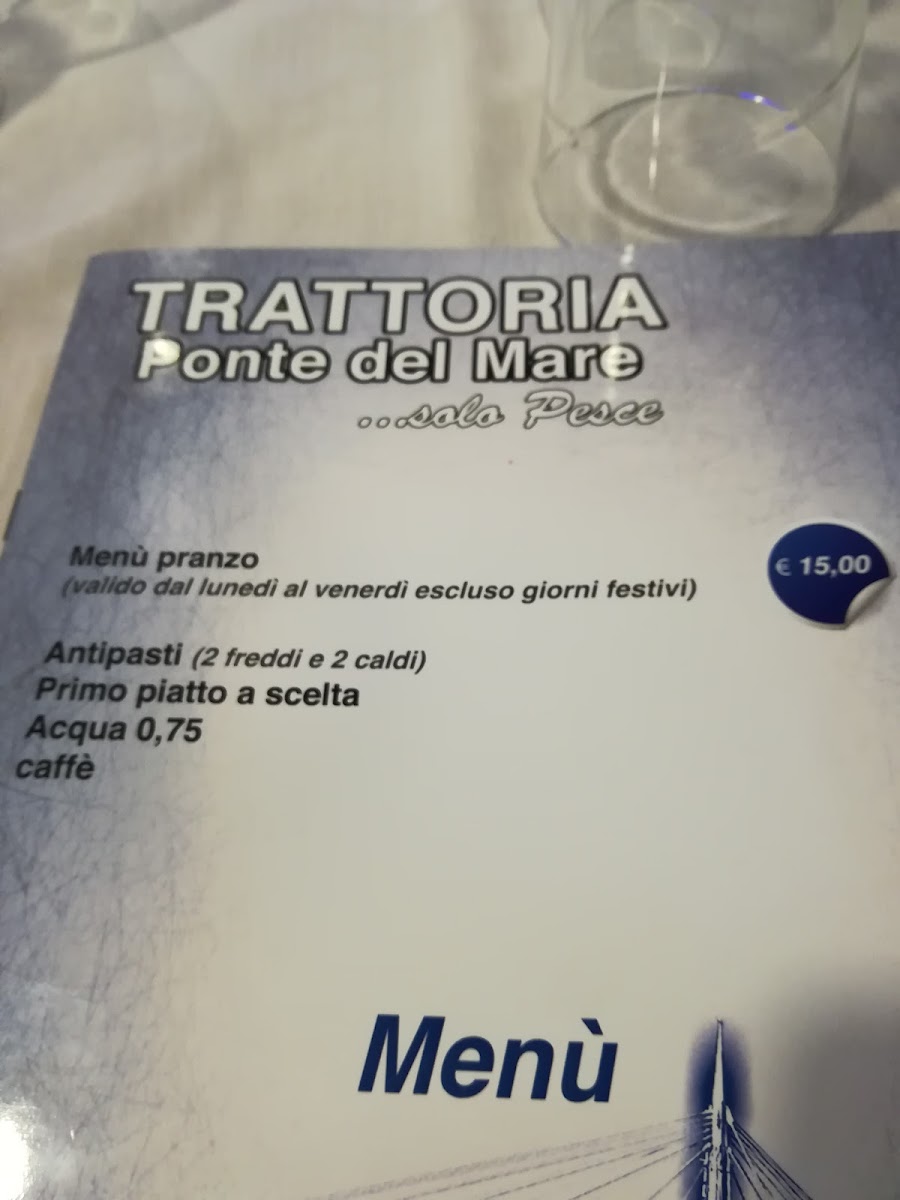 TRATTORIA
Ponte del Mare
...solo Pesce
Menù pranzo
€ 15,00
(valido dal lunedì al venerdì escluso giorni festivi)
Antipasti (2 freddi e 2 caldi)
Primo piatto a scelta
Acqua 0,75
caffè
Menù